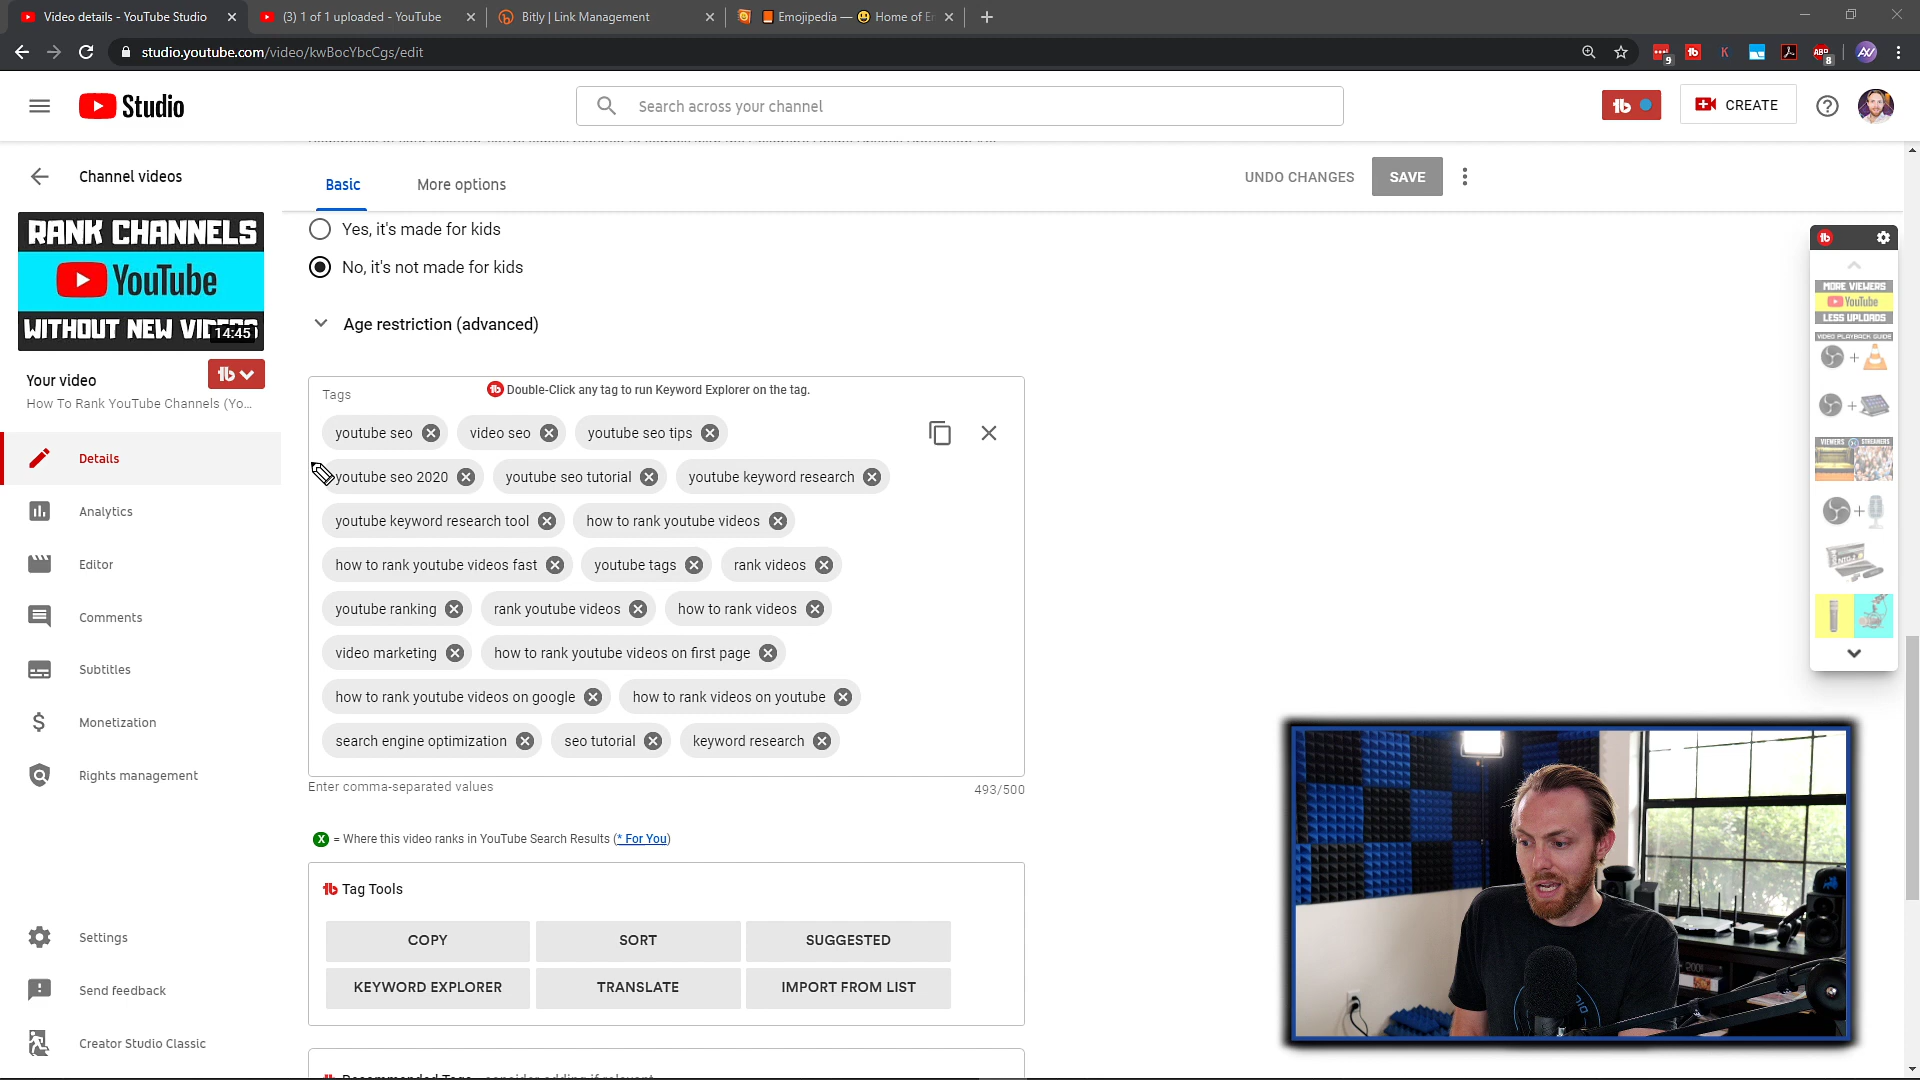 Video details - YouTube Studio
(3) 1 of 1 uploaded - YouTube
Bitly | Link Management
Emojipedia — 😃 Home of E
studio.youtube.com/video/kwBocYbcCgs/edit
9
8
Studio
Search across your channel
CREATE
Channel videos
Basic
More options
UNDO CHANGES
SAVE
RANK CHANNELS
YouTube
14:45
Your video
How To Rank YouTube Channels (Yo...
Details
Analytics
Editor
Comments
Subtitles
Monetization
Rights management
Settings
Send feedback
Creator Studio Classic
Yes, it's made for kids
No, it's not made for kids
Age restriction (advanced)
Tags
Double-Click any tag to run Keyword Explorer on the tag.
youtube seo
video seo
youtube seo tips
youtube seo 2020
youtube seo tutorial
youtube keyword research
youtube keyword research tool
how to rank youtube videos
how to rank youtube videos fast
youtube tags
rank videos
youtube ranking
rank youtube videos
how to rank videos
video marketing
how to rank youtube videos on first page
how to rank youtube videos on google
how to rank videos on youtube
search engine optimization
seo tutorial
keyword research
Enter comma-separated values
493/500
X = Where this video ranks in YouTube Search Results (* For You)
Tag Tools
COPY
SORT
SUGGESTED
KEYWORD EXPLORER
TRANSLATE
IMPORT FROM LIST
MORE VIEWERS
YouTube
LESS UPLOADS
VIDEO PLAYBACK GUIDE
VIEWERS
STREAMERS